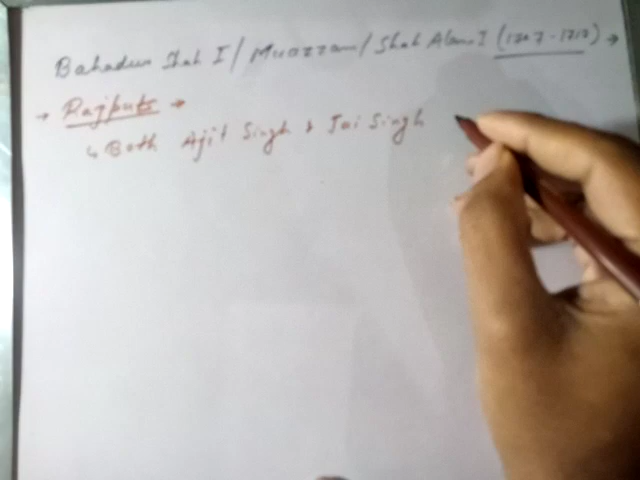 Bahadur Shah I / Muazzam / Shah Alam I (1707 - 1712) →
→ Rajputs →
↳ Both Ajit Singh & Jai Singh